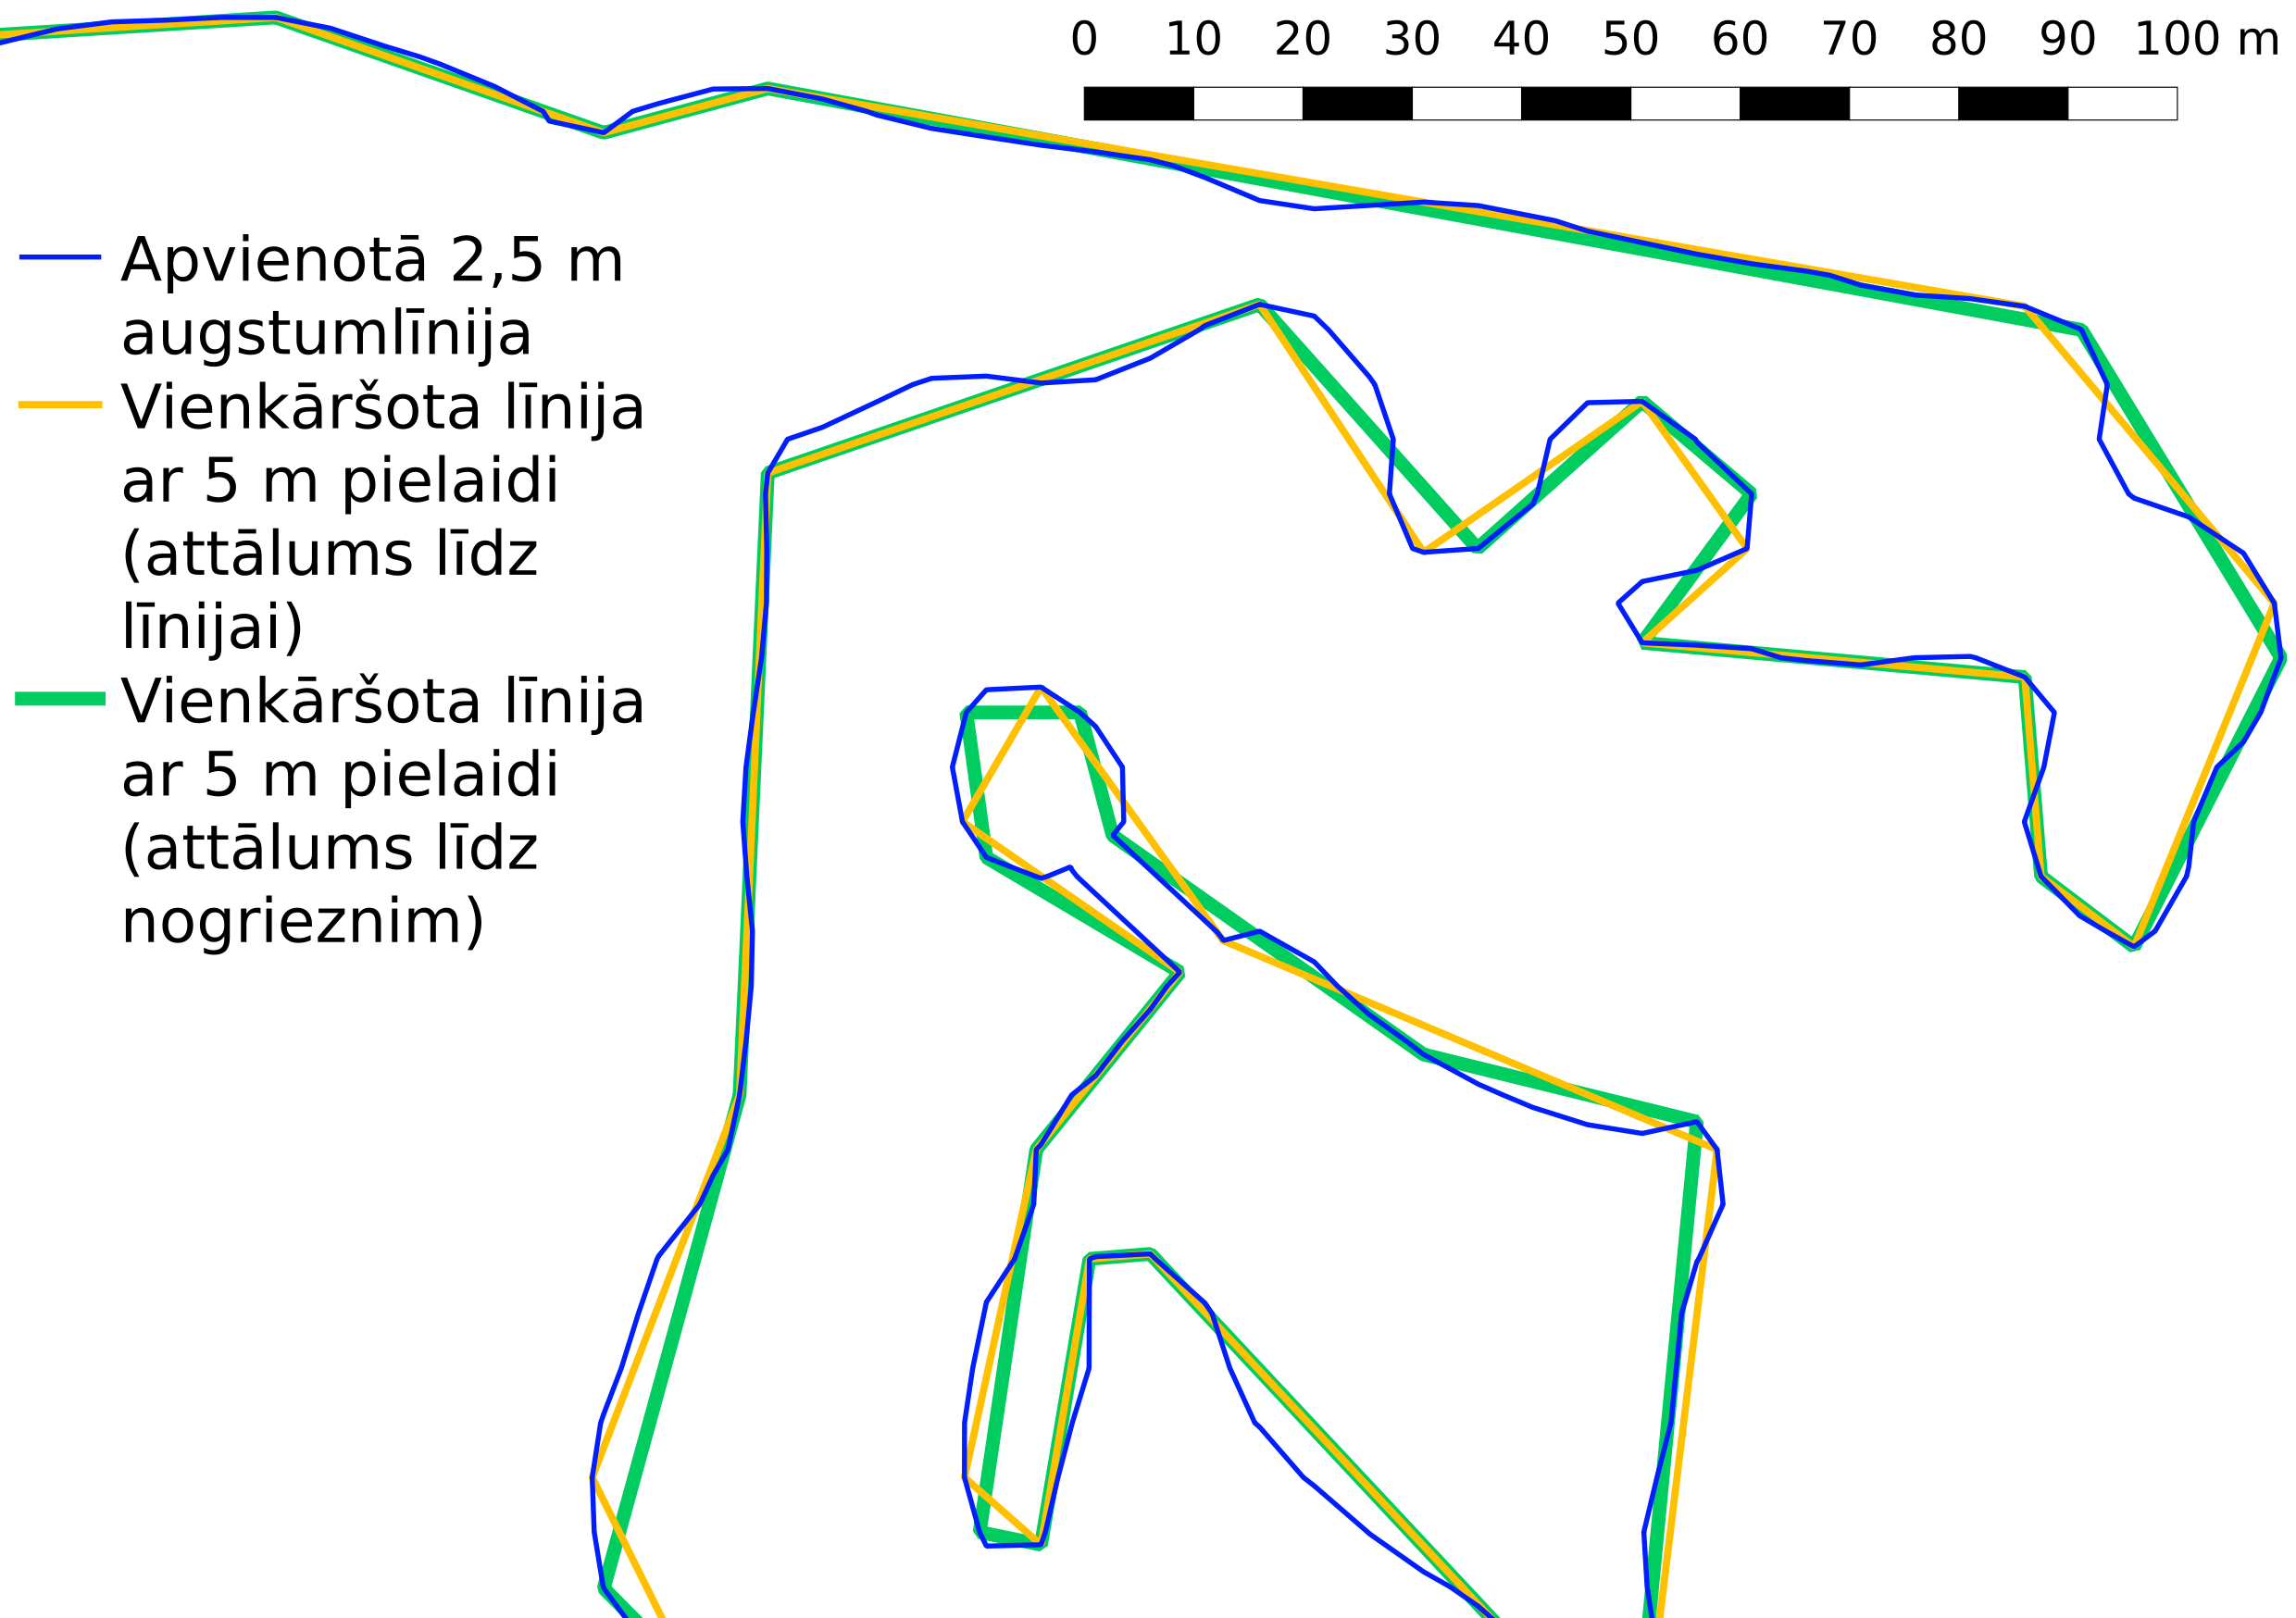 0 10 20 30 40 50 60 70 80 90 100 m
Apvienotā 2,5 m
augstumlīnija
Vienkāršota līnija
ar 5 m pielaidi
(attālums līdz
līnijai)
Vienkāršota līnija
ar 5 m pielaidi
(attālums līdz
nogrieznim)